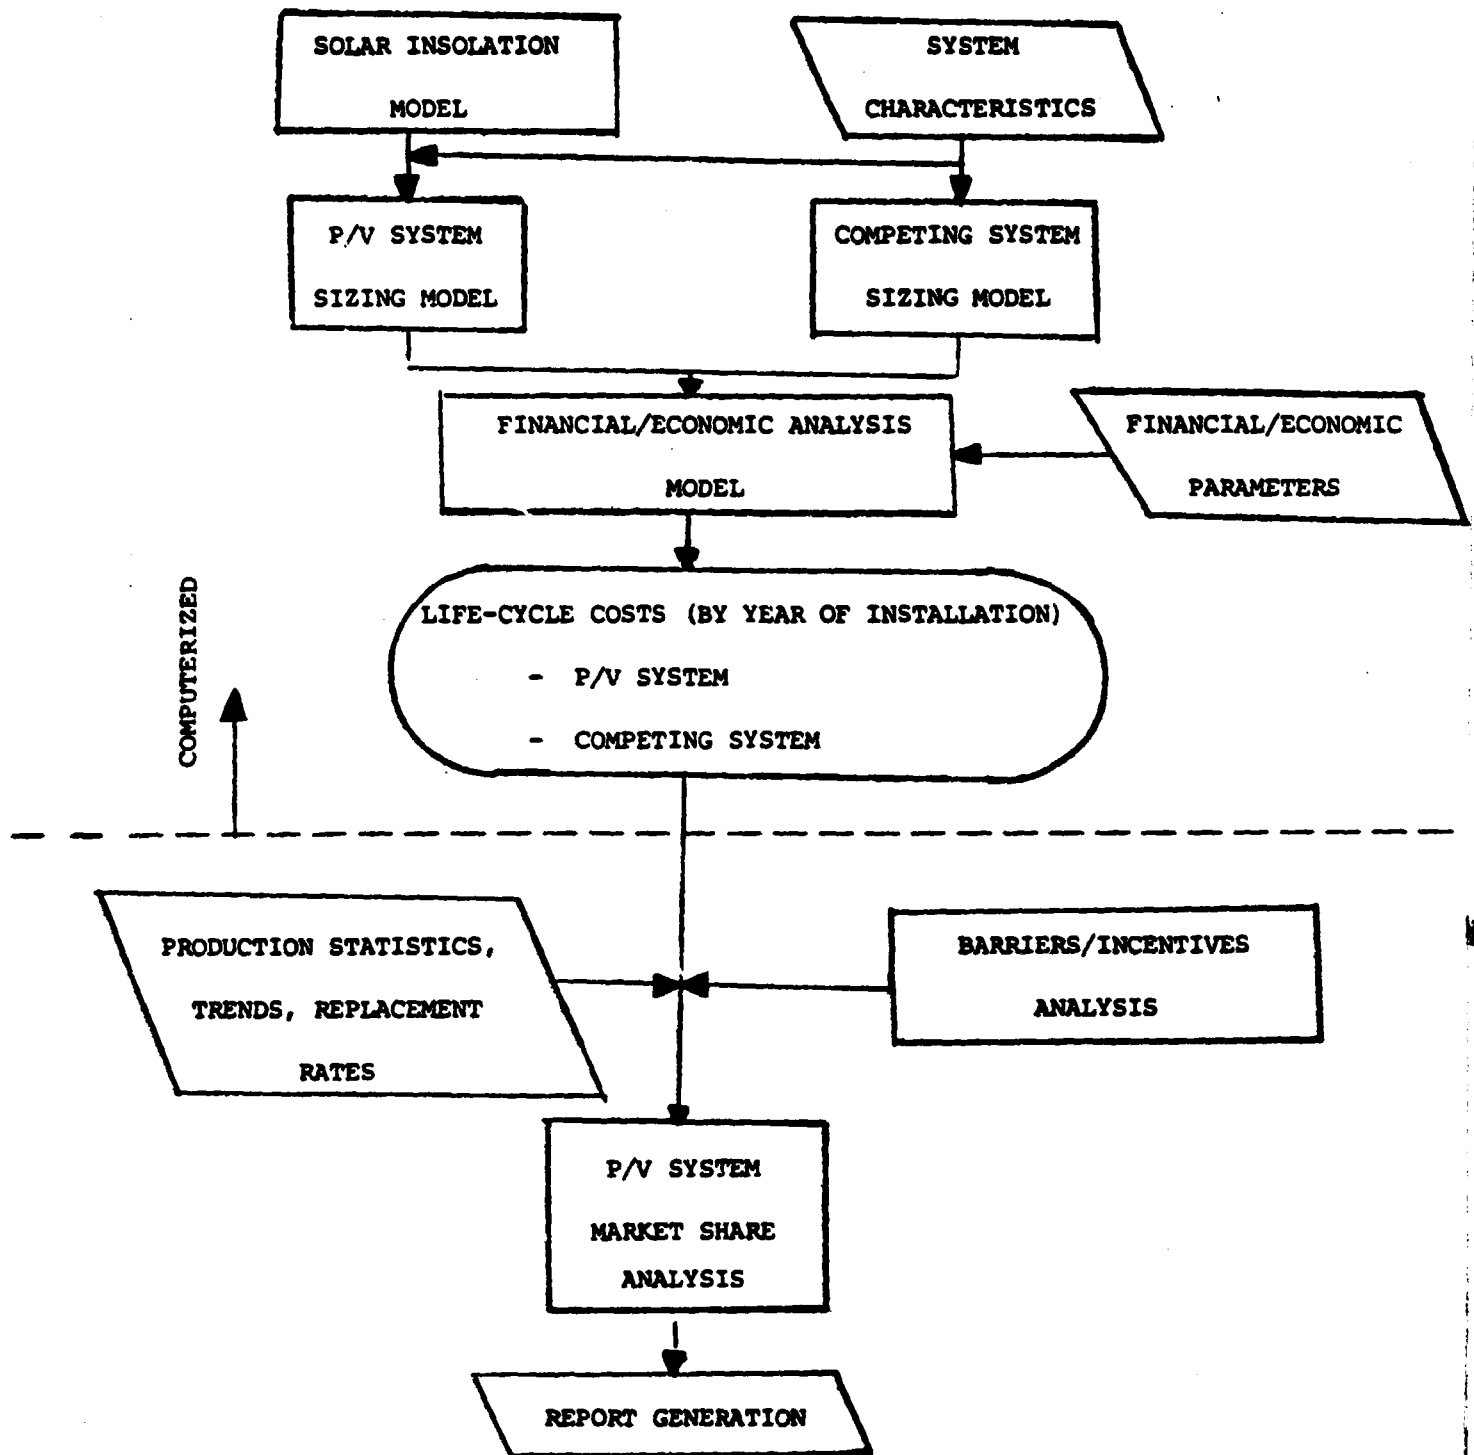 SOLAR INSOLATION
MODEL
SYSTEM
CHARACTERISTICS
P/V SYSTEM
SIZING MODEL
COMPETING SYSTEM
SIZING MODEL
FINANCIAL/ECONOMIC ANALYSIS
MODEL
FINANCIAL/ECONOMIC
PARAMETERS
LIFE-CYCLE COSTS (BY YEAR OF INSTALLATION)
- P/V SYSTEM
- COMPETING SYSTEM
COMPUTERIZED
PRODUCTION STATISTICS,
TRENDS, REPLACEMENT
RATES
BARRIERS/INCENTIVES
ANALYSIS
P/V SYSTEM
MARKET SHARE
ANALYSIS
REPORT GENERATION